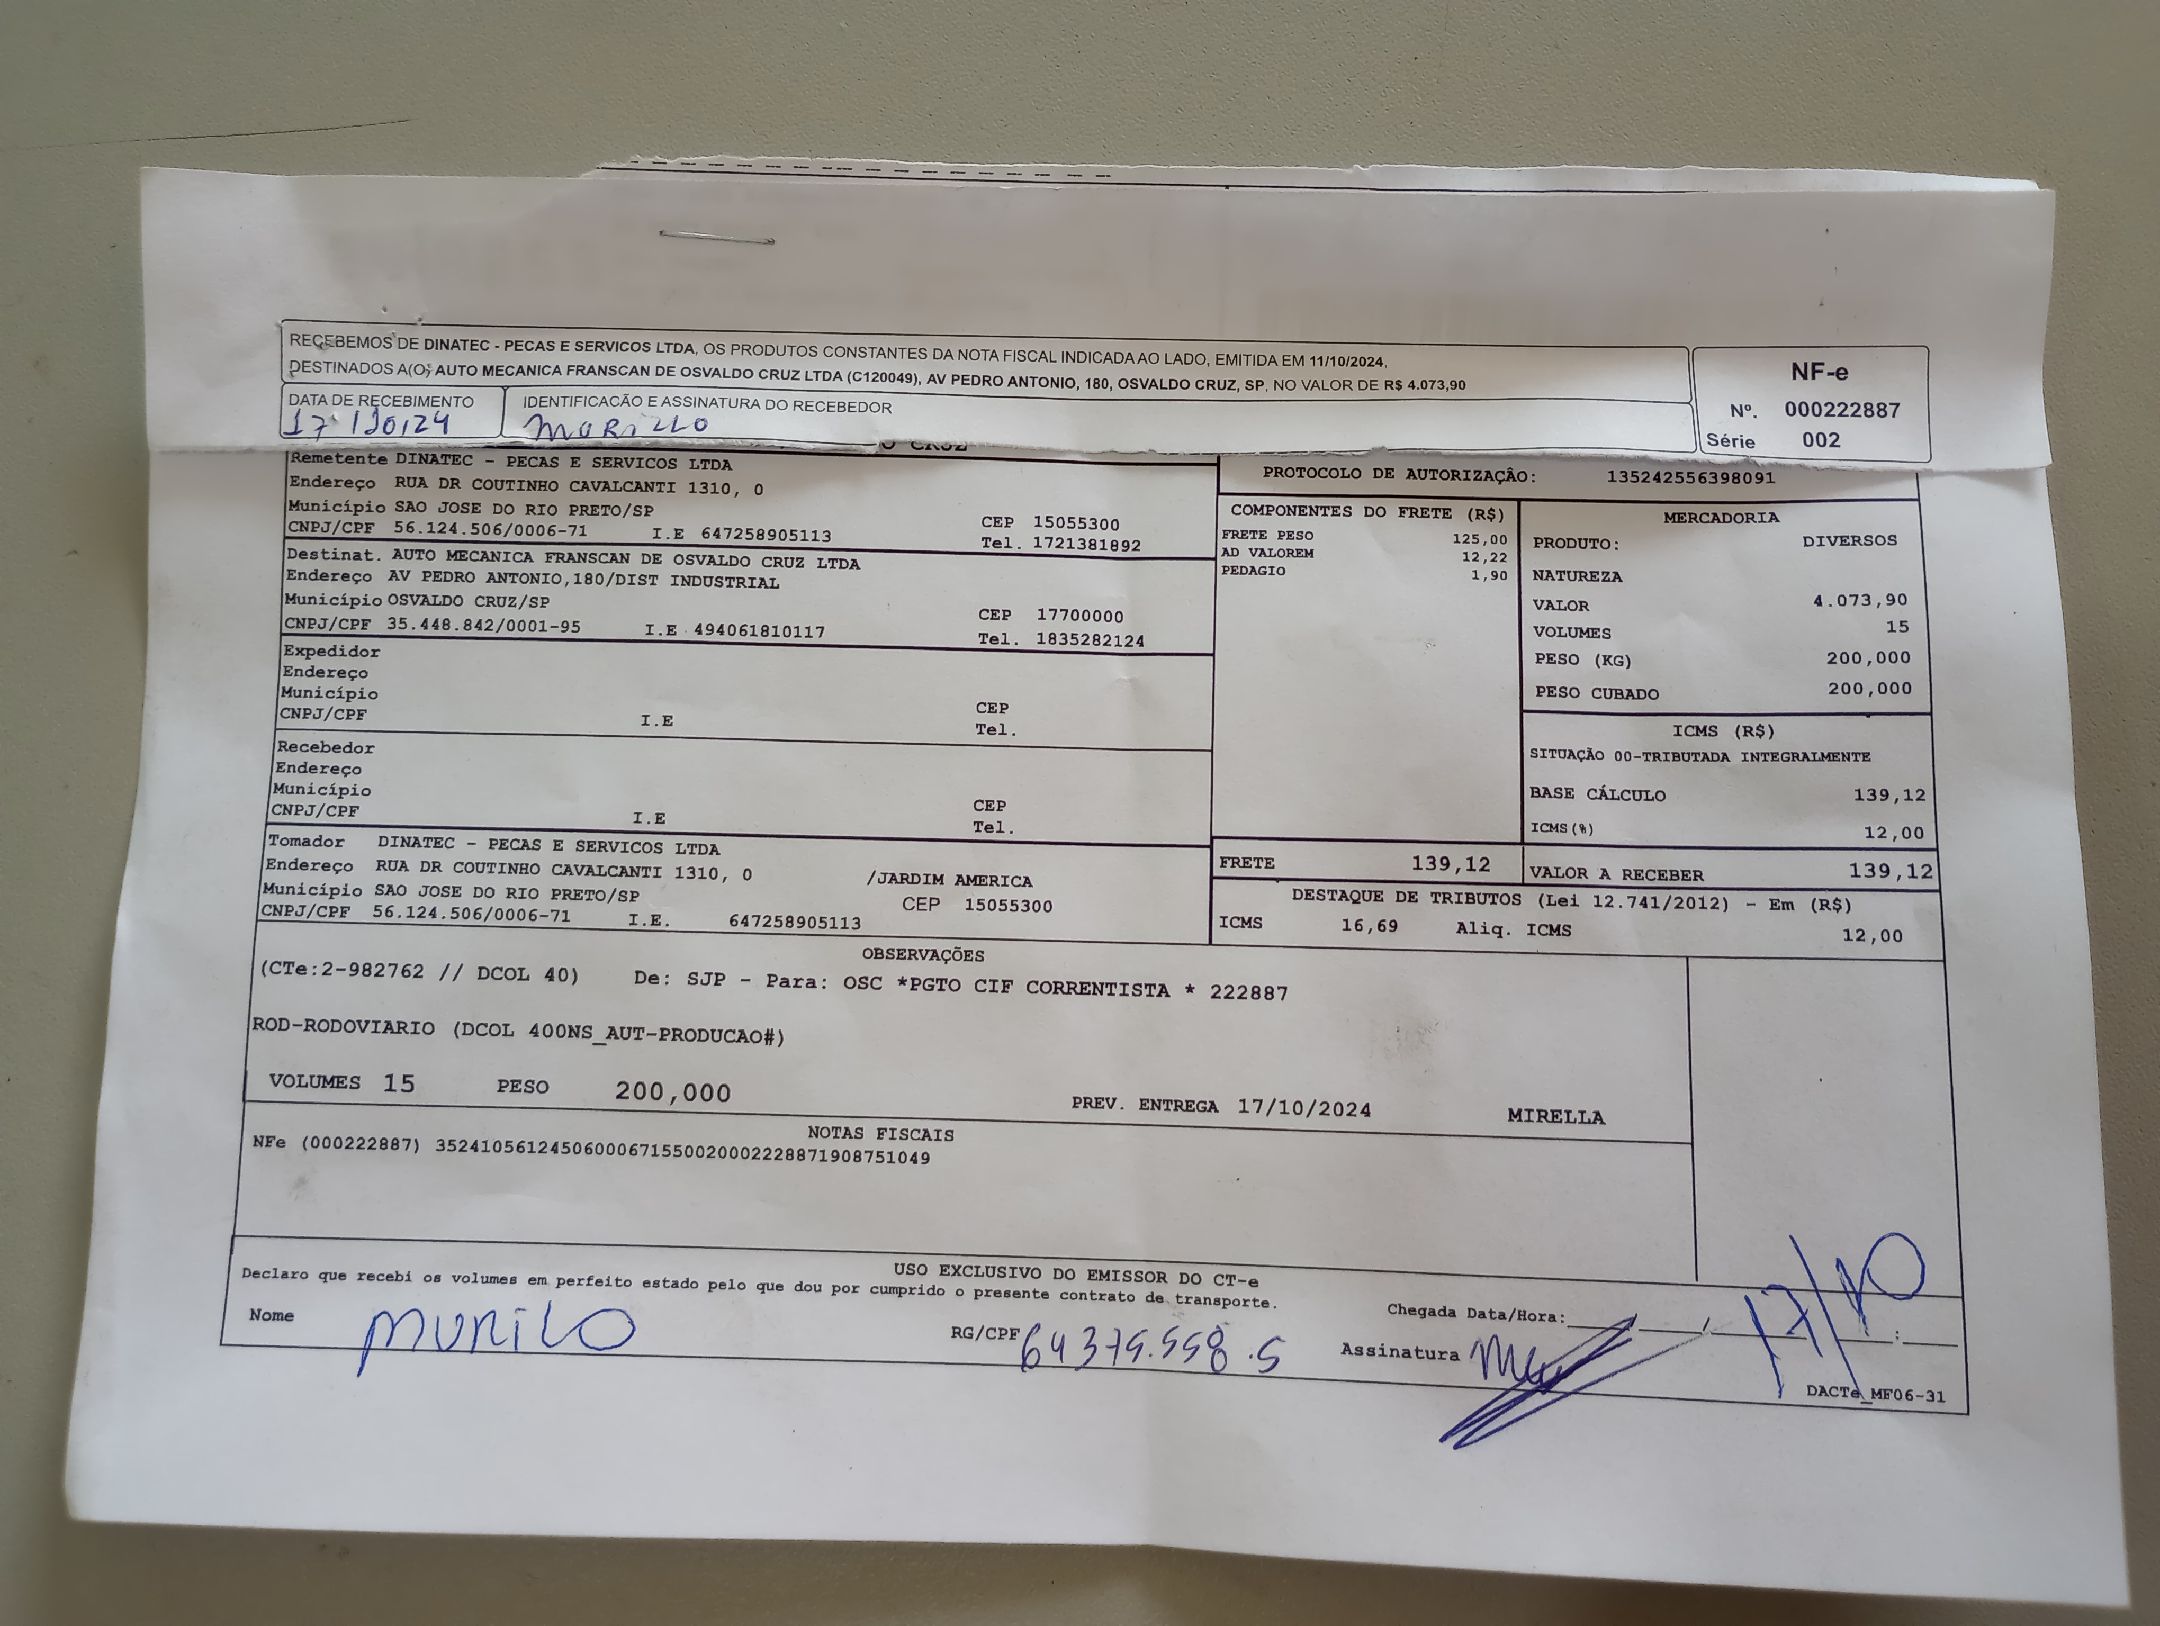 RECEBEMOS DE DINATEC - PECAS E SERVICOS LTDA, OS PRODUTOS CONSTANTES DA NOTA FISCAL INDICADA AO LADO, EMITIDA EM 11/10/2024,
DESTINADOS A(O) AUTO MECANICA FRANSCAN DE OSVALDO CRUZ LTDA (C120049), AV PEDRO ANTONIO, 180, OSVALDO CRUZ, SP, NO VALOR DE R$ 4.073,90
DATA DE RECEBIMENTO
17/10/24
IDENTIFICACÃO E ASSINATURA DO RECEBEDOR
MURILLO
NF-e
Nº. 000222887
Série 002
Remetente DINATEC - PECAS E SERVICOS LTDA
Endereço RUA DR COUTINHO CAVALCANTI 1310, 0
Município SAO JOSE DO RIO PRETO/SP
CEP 15055300
CNPJ/CPF 56.124.506/0006-71 I.E 647258905113
Tel. 1721381892
Destinat. AUTO MECANICA FRANSCAN DE OSVALDO CRUZ LTDA
Endereço AV PEDRO ANTONIO,180/DIST INDUSTRIAL
Município OSVALDO CRUZ/SP
CEP 17700000
CNPJ/CPF 35.448.842/0001-95 I.E 494061810117
Tel. 1835282124
Expedidor
Endereço
Município
CEP
CNPJ/CPF I.E
Tel.
Recebedor
Endereço
Município
CEP
CNPJ/CPF I.E
Tel.
Tomador DINATEC - PECAS E SERVICOS LTDA
Endereço RUA DR COUTINHO CAVALCANTI 1310, 0 /JARDIM AMERICA
Município SAO JOSE DO RIO PRETO/SP CEP 15055300
CNPJ/CPF 56.124.506/0006-71 I.E. 647258905113
PROTOCOLO DE AUTORIZAÇÃO: 135242556398091
COMPONENTES DO FRETE (R$)
FRETE PESO 125,00
AD VALOREM 12,22
PEDAGIO 1,90
MERCADORIA
PRODUTO: DIVERSOS
NATUREZA
VALOR 4.073,90
VOLUMES 15
PESO (KG) 200,000
PESO CUBADO 200,000
ICMS (R$)
SITUAÇÃO 00-TRIBUTADA INTEGRALMENTE
BASE CÁLCULO 139,12
ICMS(%) 12,00
FRETE 139,12
VALOR A RECEBER 139,12
DESTAQUE DE TRIBUTOS (Lei 12.741/2012) - Em (R$)
ICMS 16,69 Aliq. ICMS 12,00
OBSERVAÇÕES
(CTe:2-982762 // DCOL 40) De: SJP - Para: OSC *PGTO CIF CORRENTISTA * 222887
ROD-RODOVIARIO (DCOL 400NS_AUT-PRODUCAO#)
VOLUMES 15 PESO 200,000 PREV. ENTREGA 17/10/2024 MIRELLA
NOTAS FISCAIS
NFe (000222887) 35241056124506000671550020002228871908751049
USO EXCLUSIVO DO EMISSOR DO CT-e
Declaro que recebi os volumes em perfeito estado pelo que dou por cumprido o presente contrato de transporte.
Chegada Data/Hora: 17/10
Nome MURILO RG/CPF 64375.558.5 Assinatura
DACTe_MF06-31